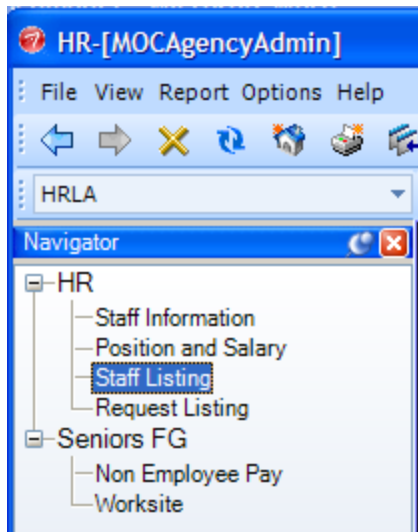 HR-[MOCAgencyAdmin]
File View Report Options Help
HRLA
Navigator
HR
Staff Information
Position and Salary
Staff Listing
Request Listing
Seniors FG
Non Employee Pay
Worksite